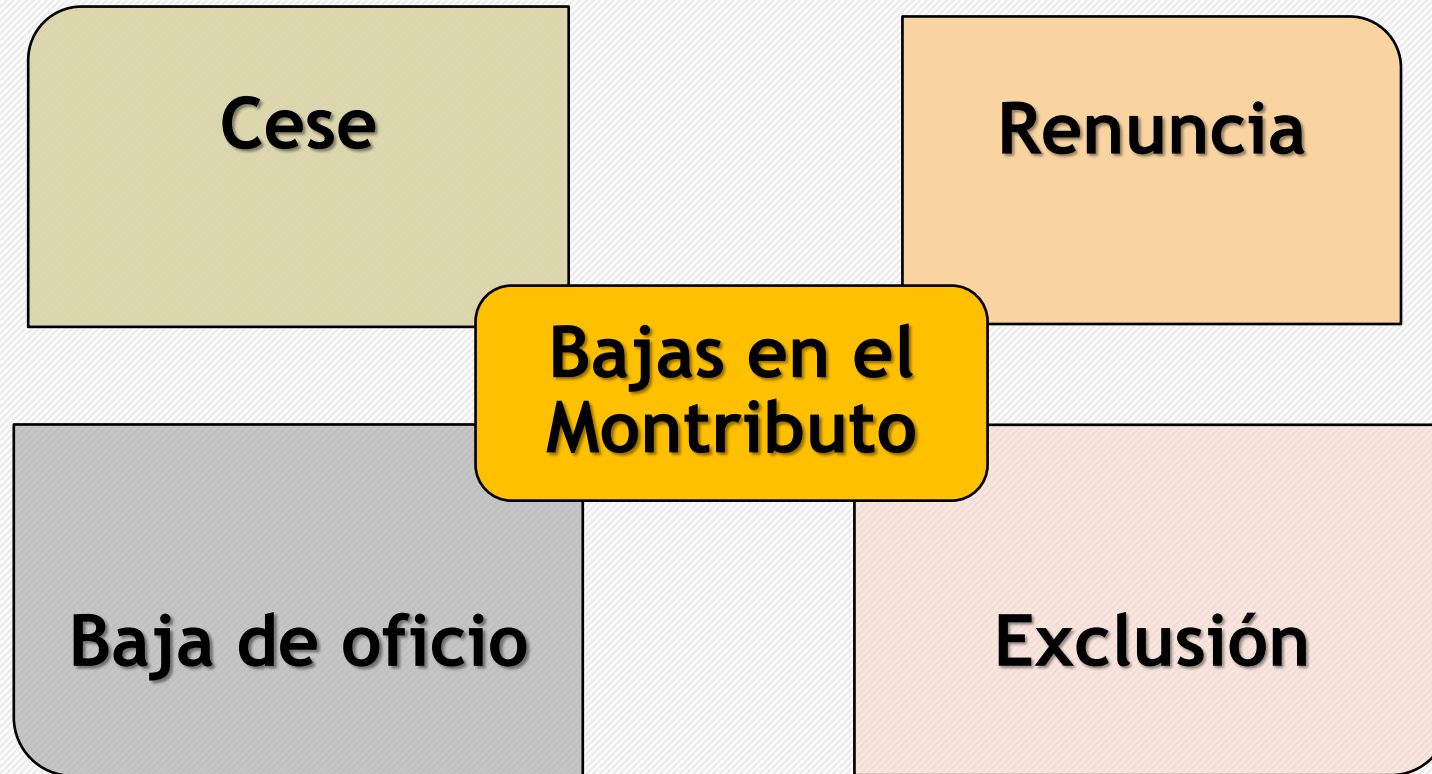 Cese
Renuncia
Bajas en el
Montributo
Baja de oficio
Exclusión